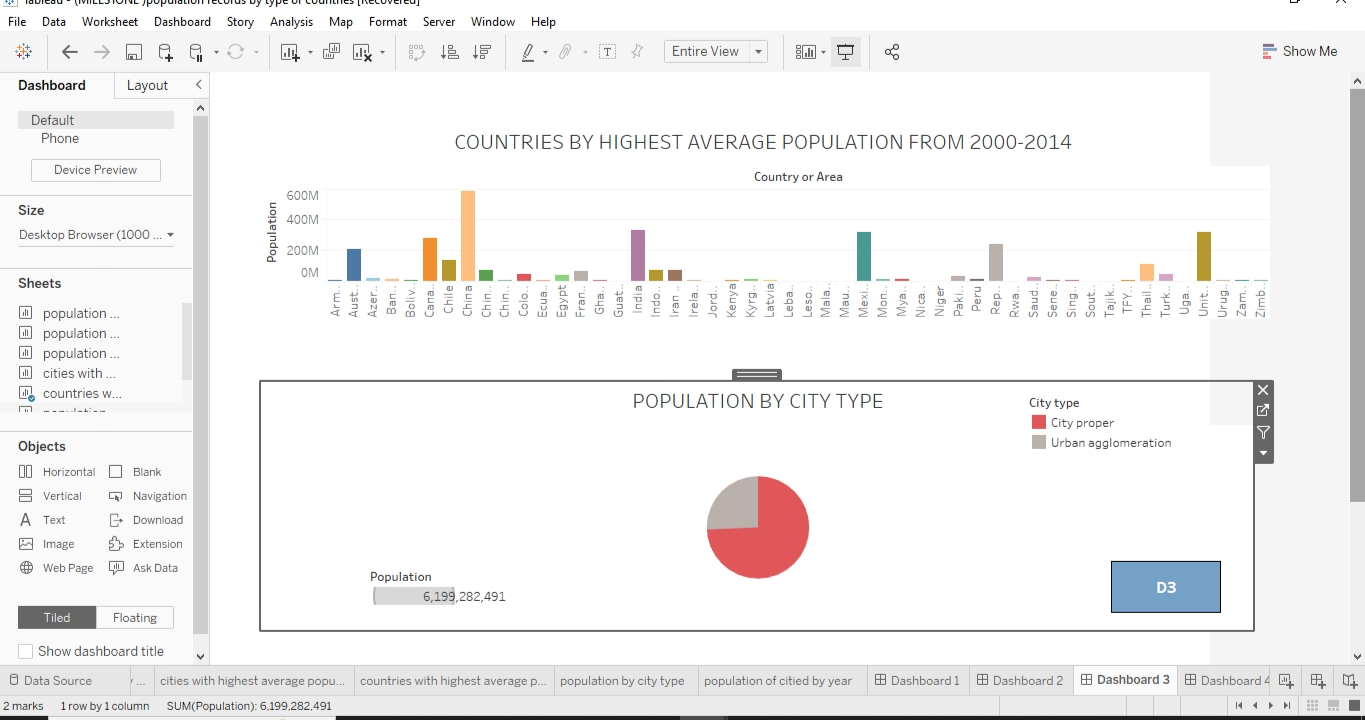 Tableau - (MILESTONE )population records by type of countries [Recovered]
File Data Worksheet Dashboard Story Analysis Map Format Server Window Help
Entire View
Show Me
Dashboard Layout
Default
Phone
Device Preview
Size
Desktop Browser (1000 ...
Sheets
population ...
population ...
population ...
cities with ...
countries w...
Objects
Horizontal Blank
Vertical Navigation
Text Download
Image Extension
Web Page Ask Data
Tiled Floating
Show dashboard title
COUNTRIES BY HIGHEST AVERAGE POPULATION FROM 2000-2014
Country or Area
Population
600M
400M
200M
0M
Arm.. Aust.. Azer.. Ban.. Boliv.. Cana.. Chile China Chin.. Chin.. Colo.. Ecua.. Egypt Fran.. Gha.. Guat.. India Indo.. Iran .. Irela.. Jord.. Kenya Kyrg.. Latvia Leba.. Leso.. Mala.. Mau.. Mexi.. Mon.. Mya.. Nica.. Niger Paki.. Peru Rep.. Rwa.. Saud.. Sene.. Sing.. Sout.. Tajik.. TFY.. Thail.. Turk.. Uga.. Unit.. Urug.. Zam.. Zimb..
POPULATION BY CITY TYPE
City type
City proper
Urban agglomeration
Population
6,199,282,491
D3
Data Source ... cities with highest average popu... countries with highest average p... population by city type population of citied by year Dashboard 1 Dashboard 2 Dashboard 3 Dashboard 4
2 marks 1 row by 1 column SUM(Population): 6,199,282,491